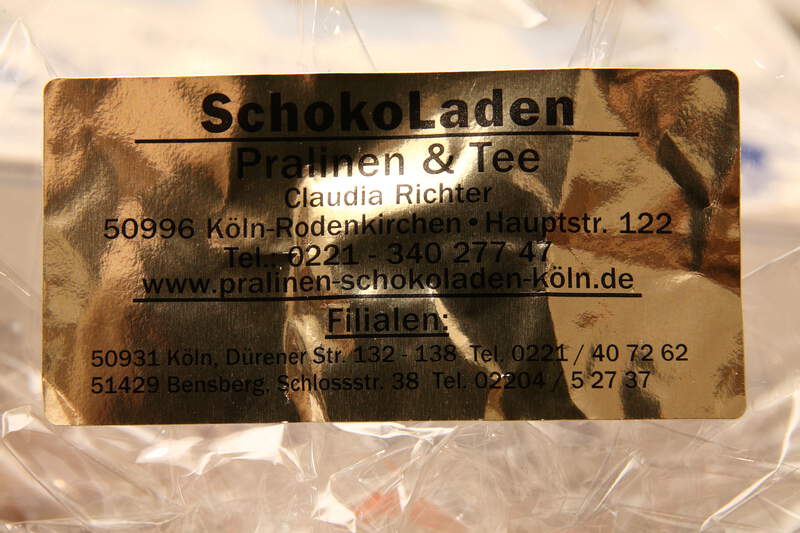 SchokoLaden
Pralinen & Tee
Claudia Richter
50996 Köln-Rodenkirchen • Hauptstr. 122
Tel.: 0221 - 340 277 47
www.pralinen-schokoladen-köln.de
Filialen:
50931 Köln, Dürener Str. 132 - 138 Tel. 0221 / 40 72 62
51429 Bensberg, Schlossstr. 38 Tel. 02204 / 5 27 37